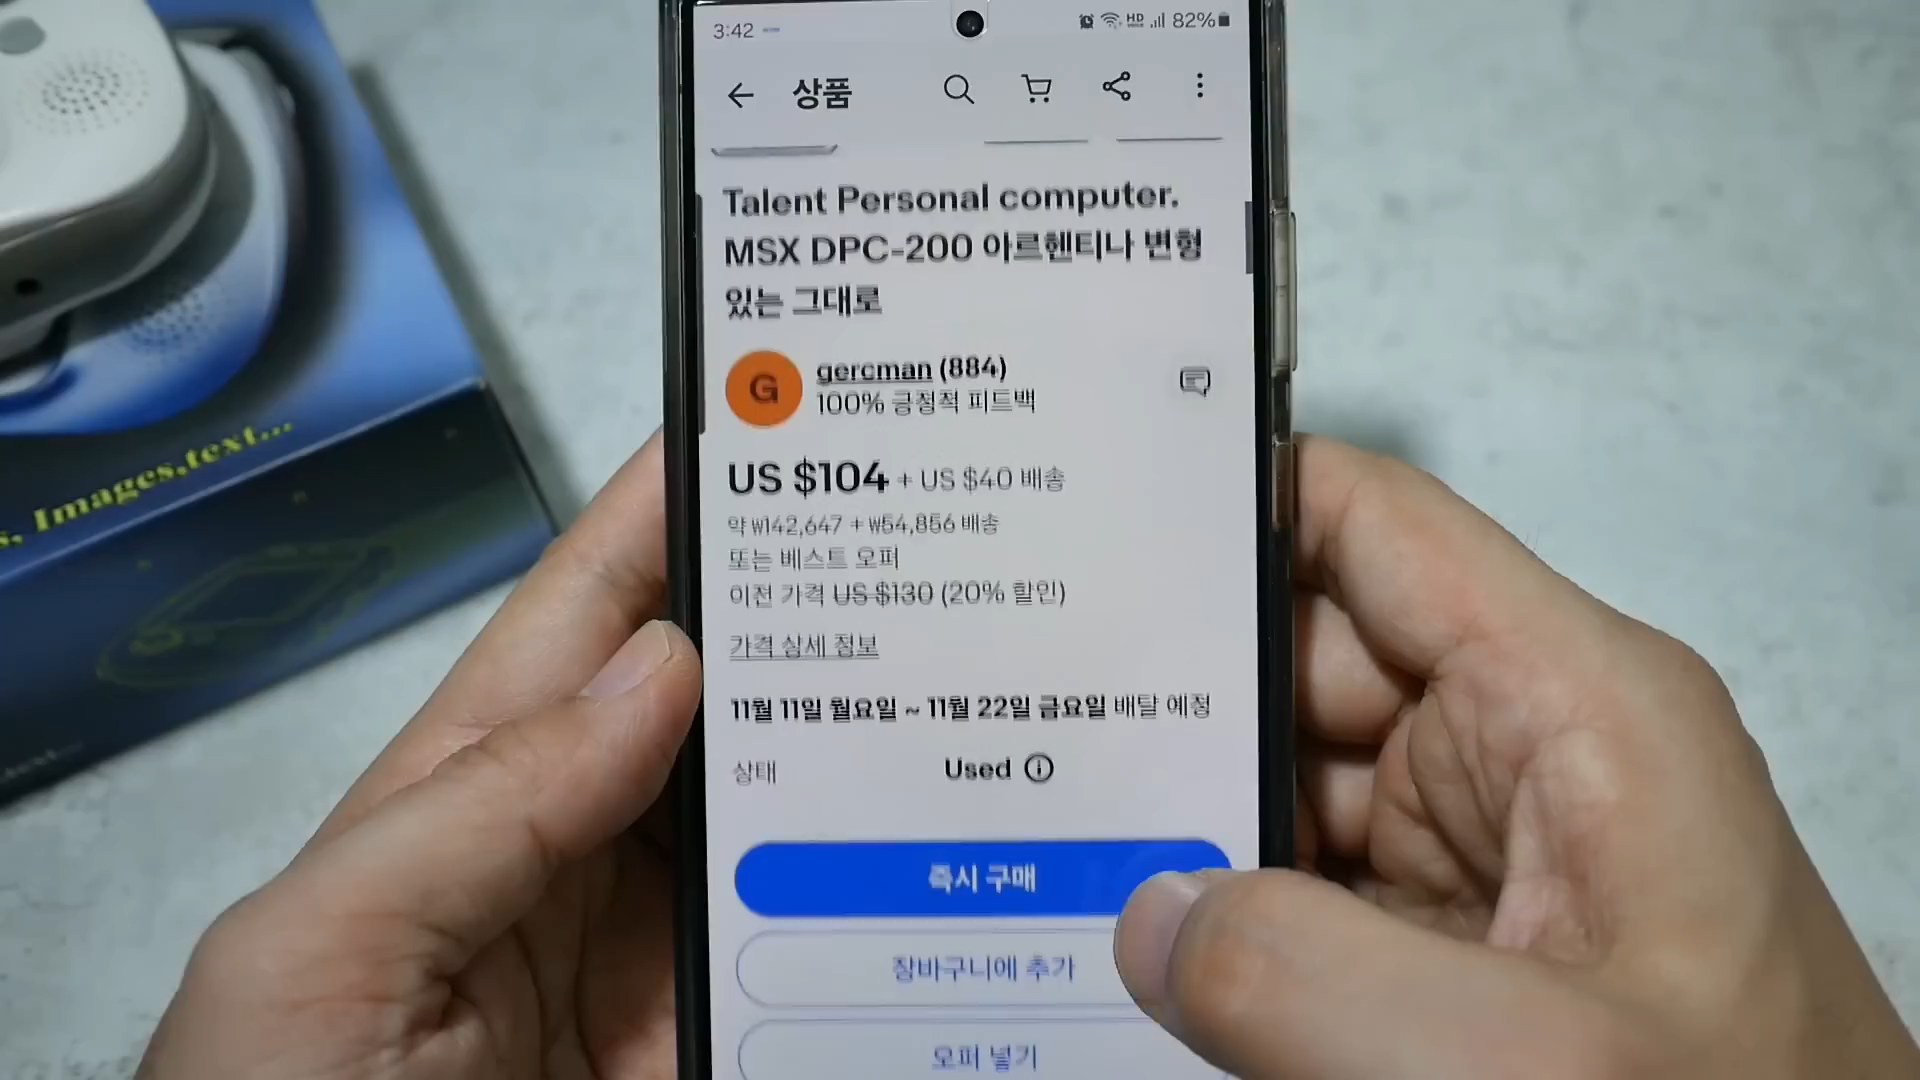 3:42
HD
82%
상품
Talent Personal computer.
MSX DPC-200 아르헨티나 변형
있는 그대로
G
gercman (884)
100% 긍정적 피드백
US $104 + US $40 배송
약 ₩142,647 + ₩54,856 배송
또는 베스트 오퍼
이전 가격 US $130 (20% 할인)
가격 상세 정보
11월 11일 월요일 ~ 11월 22일 금요일 배달 예정
상태 Used
즉시 구매
장바구니에 추가
오퍼 넣기
Images,text...